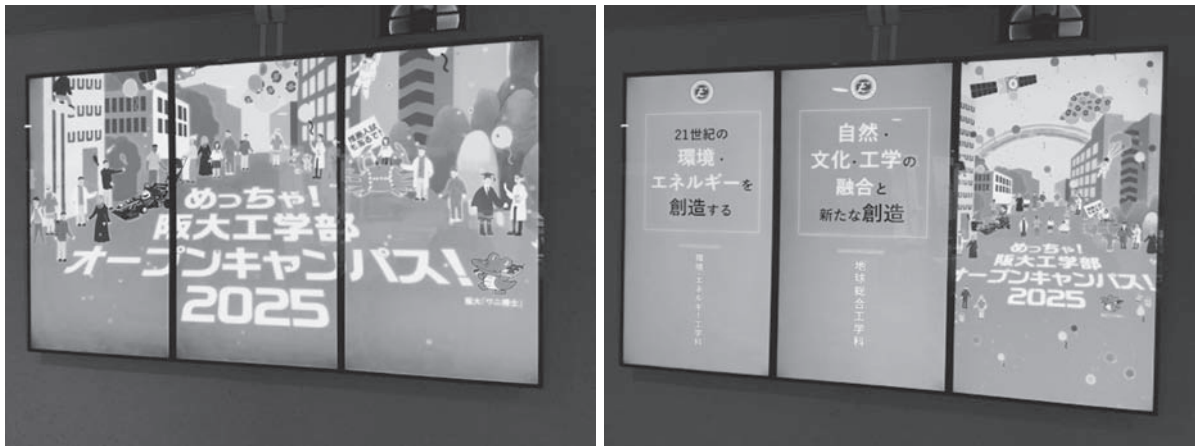 めっちゃ!
阪大工学部
オープンキャンパス!
2025
阪大「ワニ博士」
21世紀の
環境・
エネルギーを
創造する
環境・エネルギー工学科
自然・
文化・工学の
融合と
新たな創造
地球総合工学科
めっちゃ!
阪大工学部
オープンキャンパス!
2025